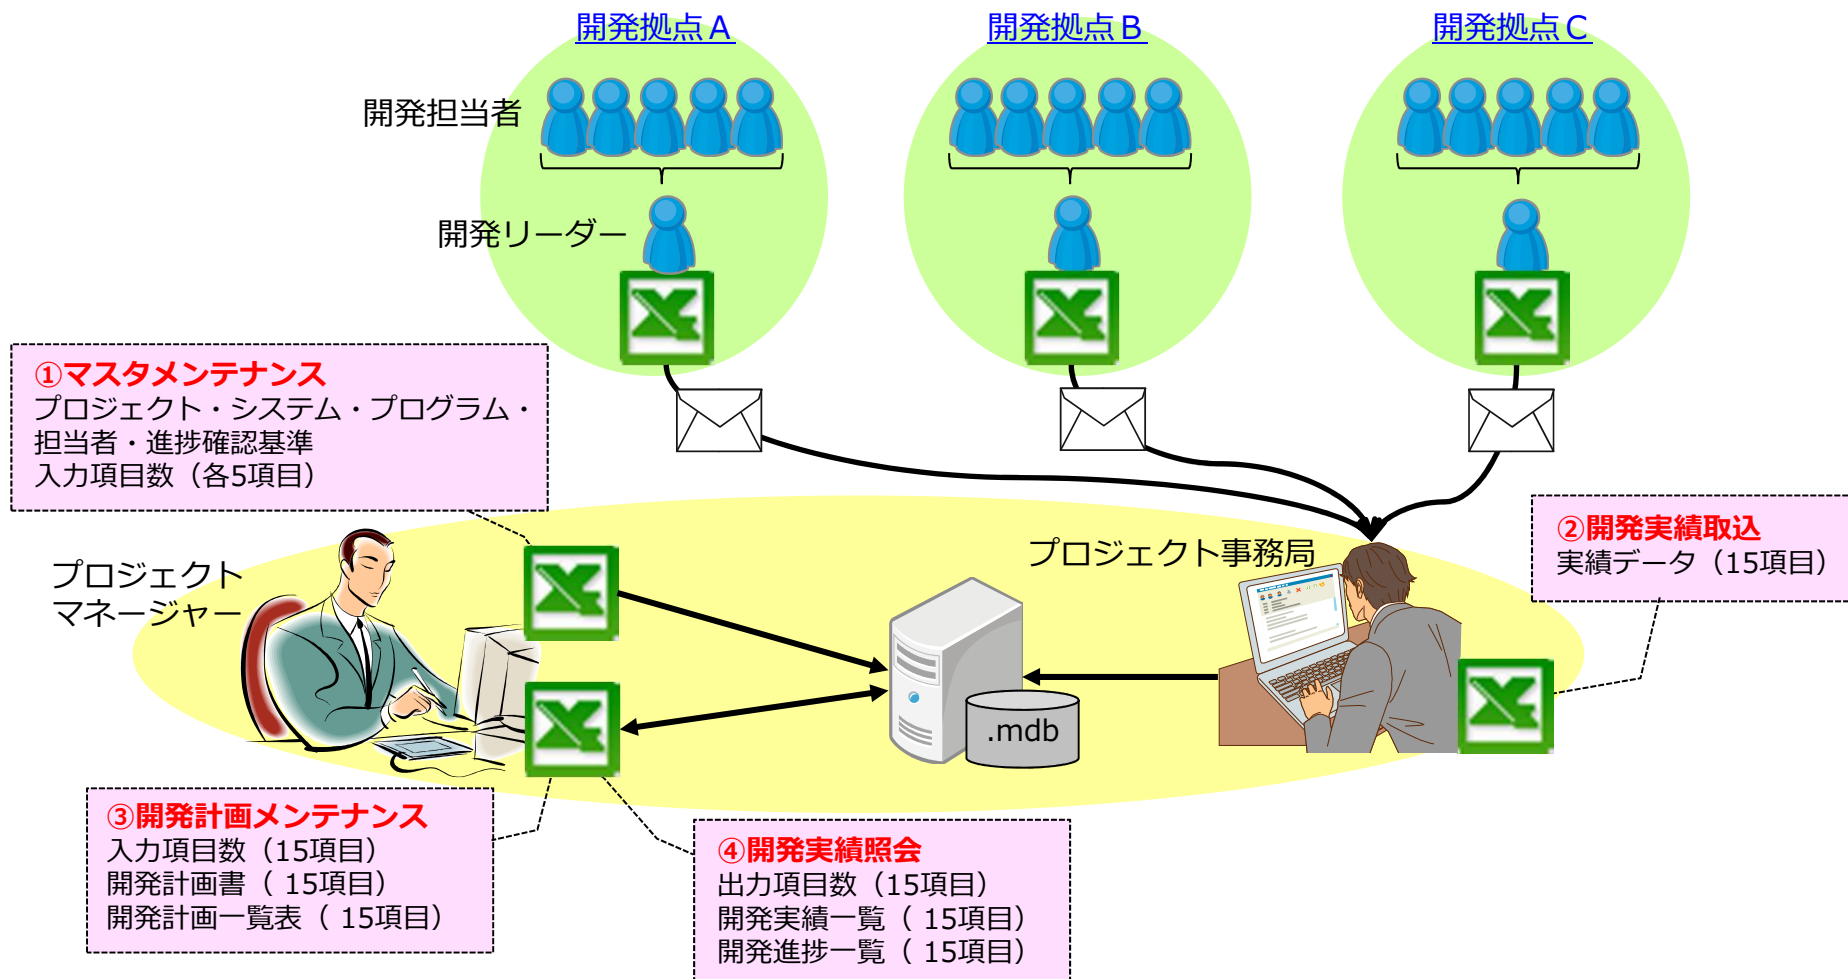 開発拠点A
開発拠点B
開発拠点C
開発担当者
開発リーダー
①マスタメンテナンス
プロジェクト・システム・プログラム・
担当者・進捗確認基準
入力項目数（各5項目）
②開発実績取込
実績データ（15項目）
プロジェクト事務局
プロジェクト
マネージャー
.mdb
③開発計画メンテナンス
入力項目数（15項目）
開発計画書（ 15項目）
開発計画一覧表（ 15項目）
④開発実績照会
出力項目数（15項目）
開発実績一覧（ 15項目）
開発進捗一覧（ 15項目）